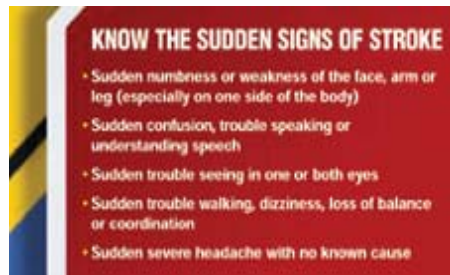 KNOW THE SUDDEN SIGNS OF STROKE
• Sudden numbness or weakness of the face, arm or
leg (especially on one side of the body)
• Sudden confusion, trouble speaking or
understanding speech
• Sudden trouble seeing in one or both eyes
• Sudden trouble walking, dizziness, loss of balance
or coordination
• Sudden severe headache with no known cause